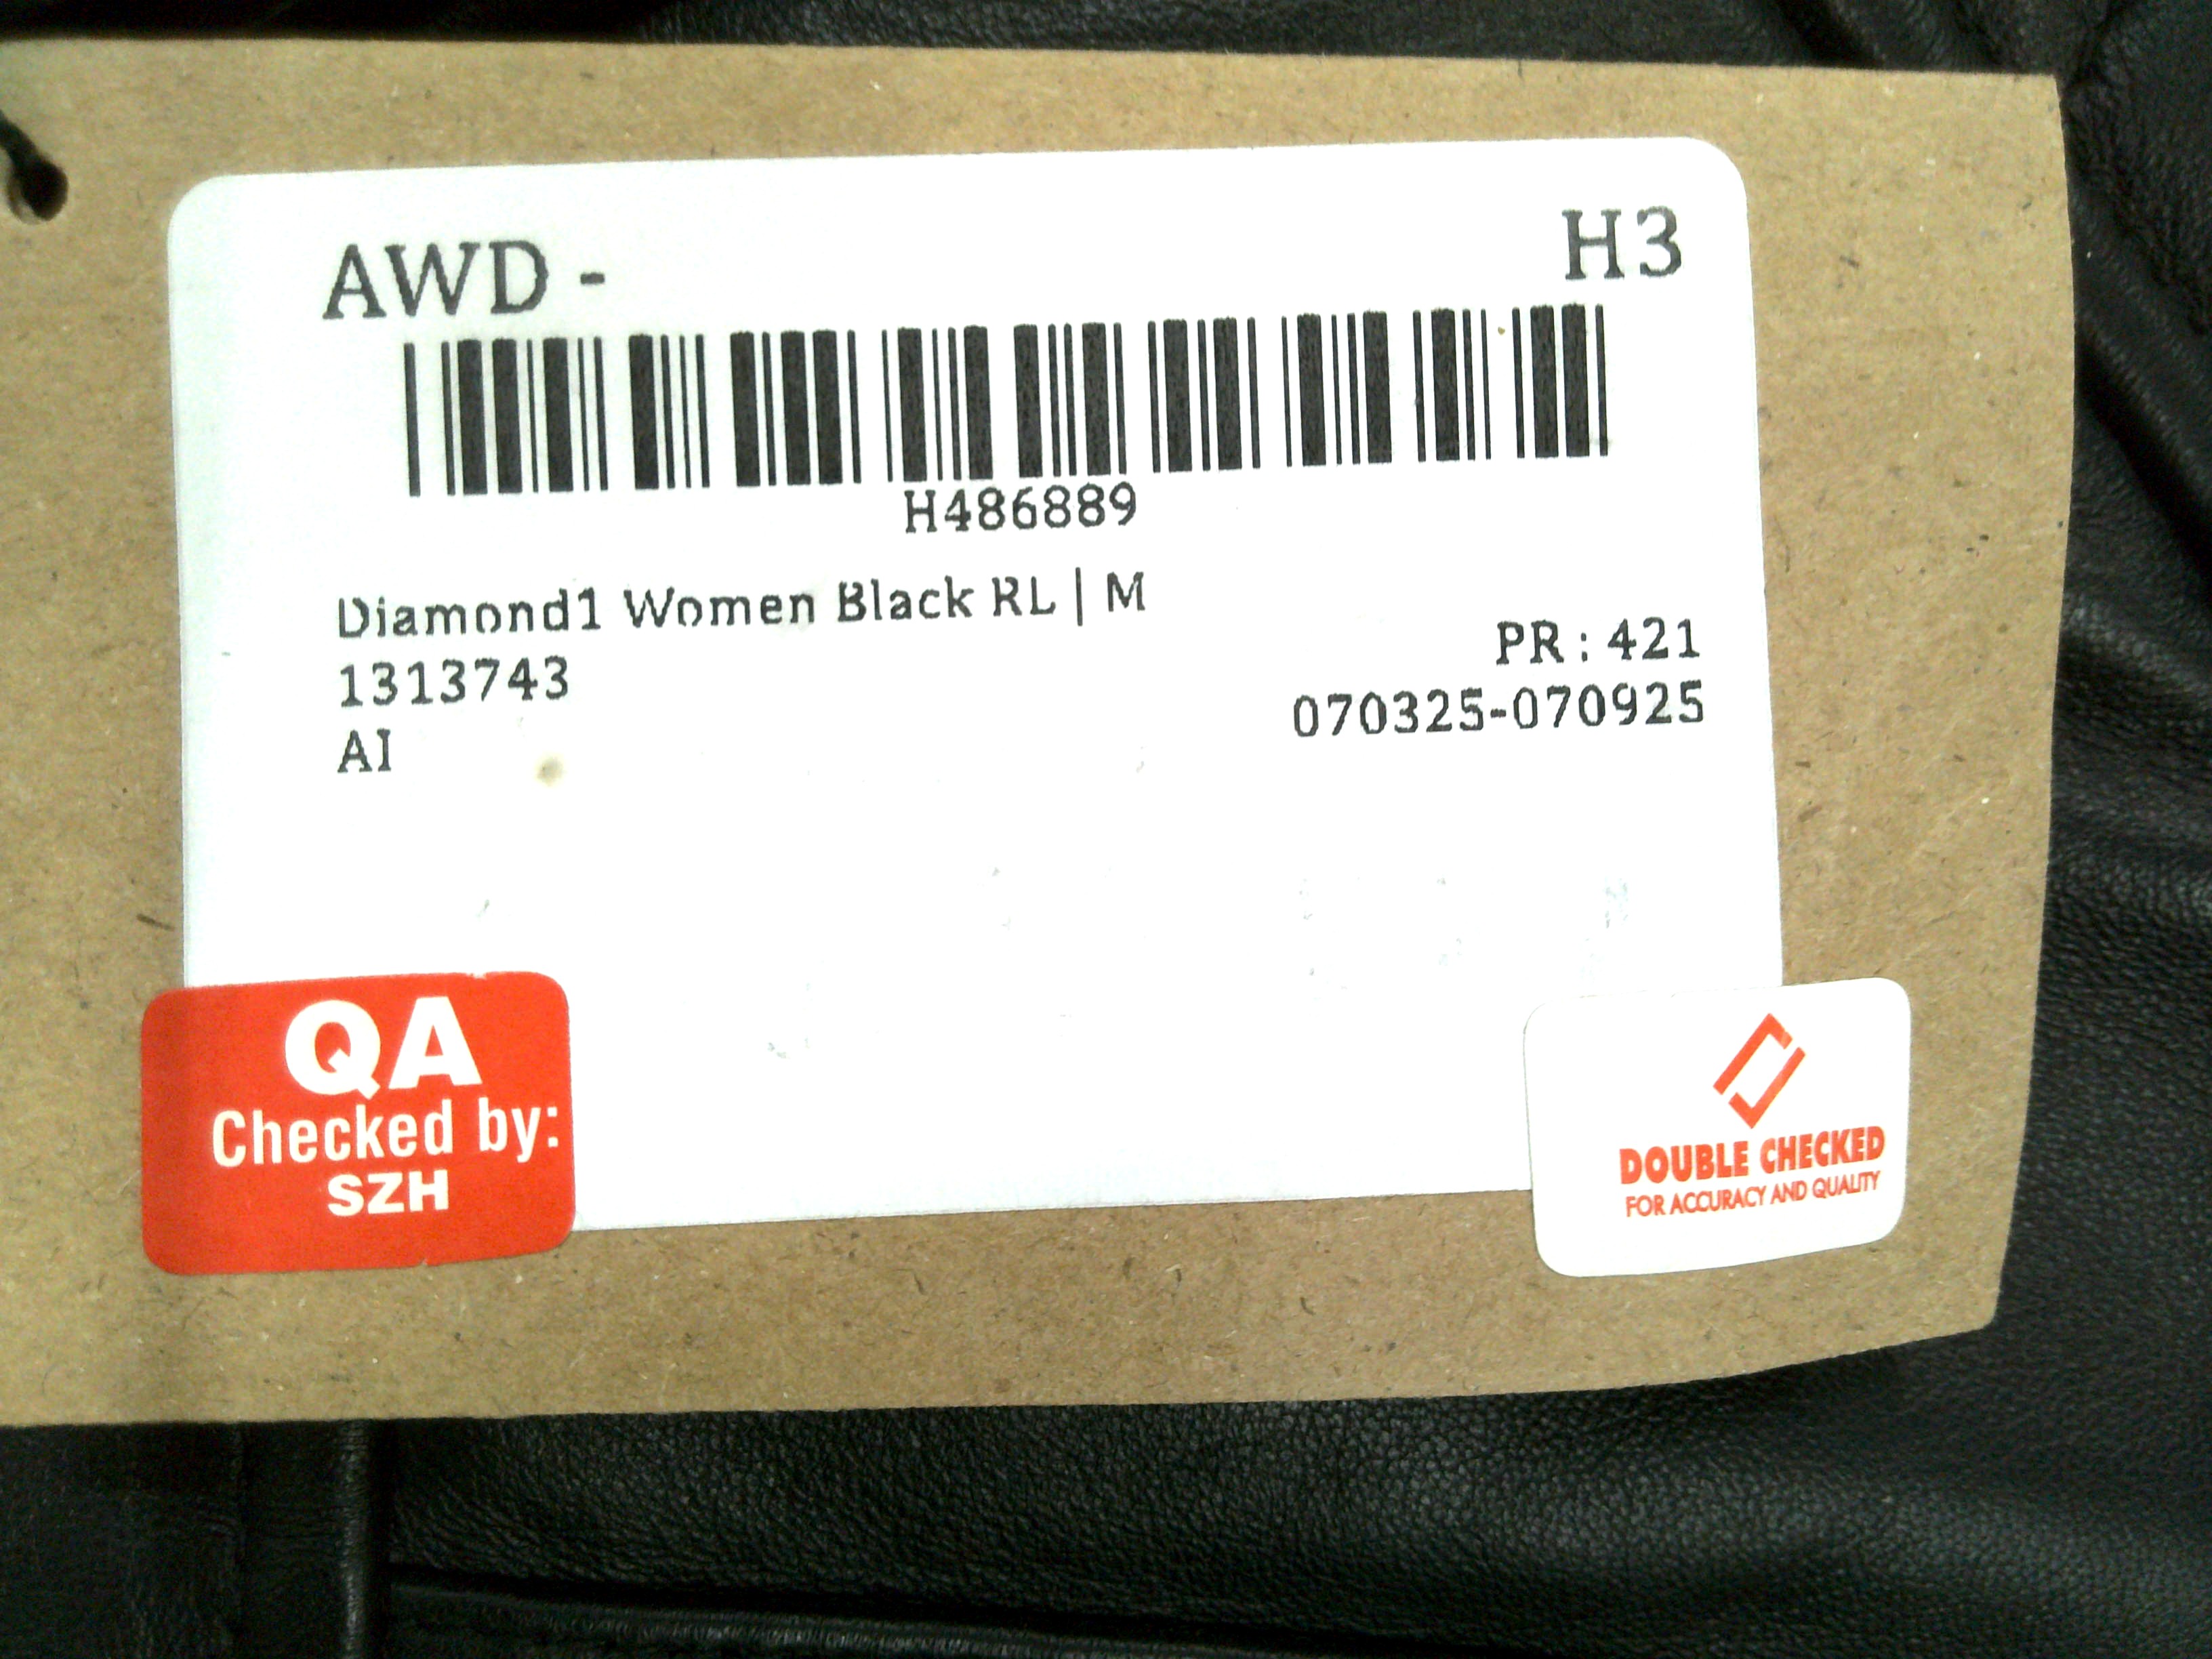 AWD -
H3
H486889
Diamond1 Women Black RL | M
1313743
PR : 421
070325-070925
AI
QA
Checked by:
SZH
DOUBLE CHECKED
FOR ACCURACY AND QUALITY